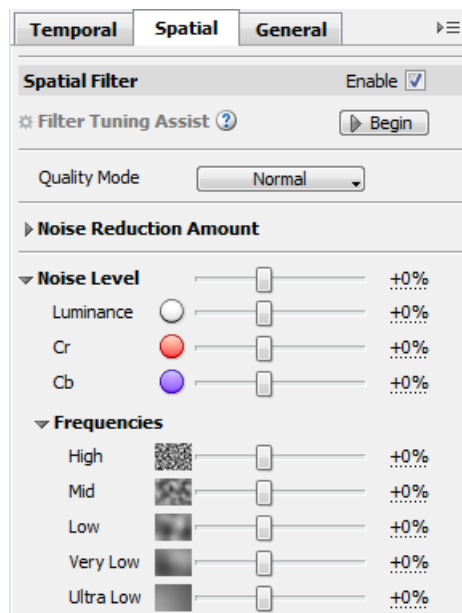 Temporal Spatial General
Spatial Filter Enable
Filter Tuning Assist ? Begin
Quality Mode Normal
Noise Reduction Amount
Noise Level +0%
Luminance +0%
Cr +0%
Cb +0%
Frequencies
High +0%
Mid +0%
Low +0%
Very Low +0%
Ultra Low +0%